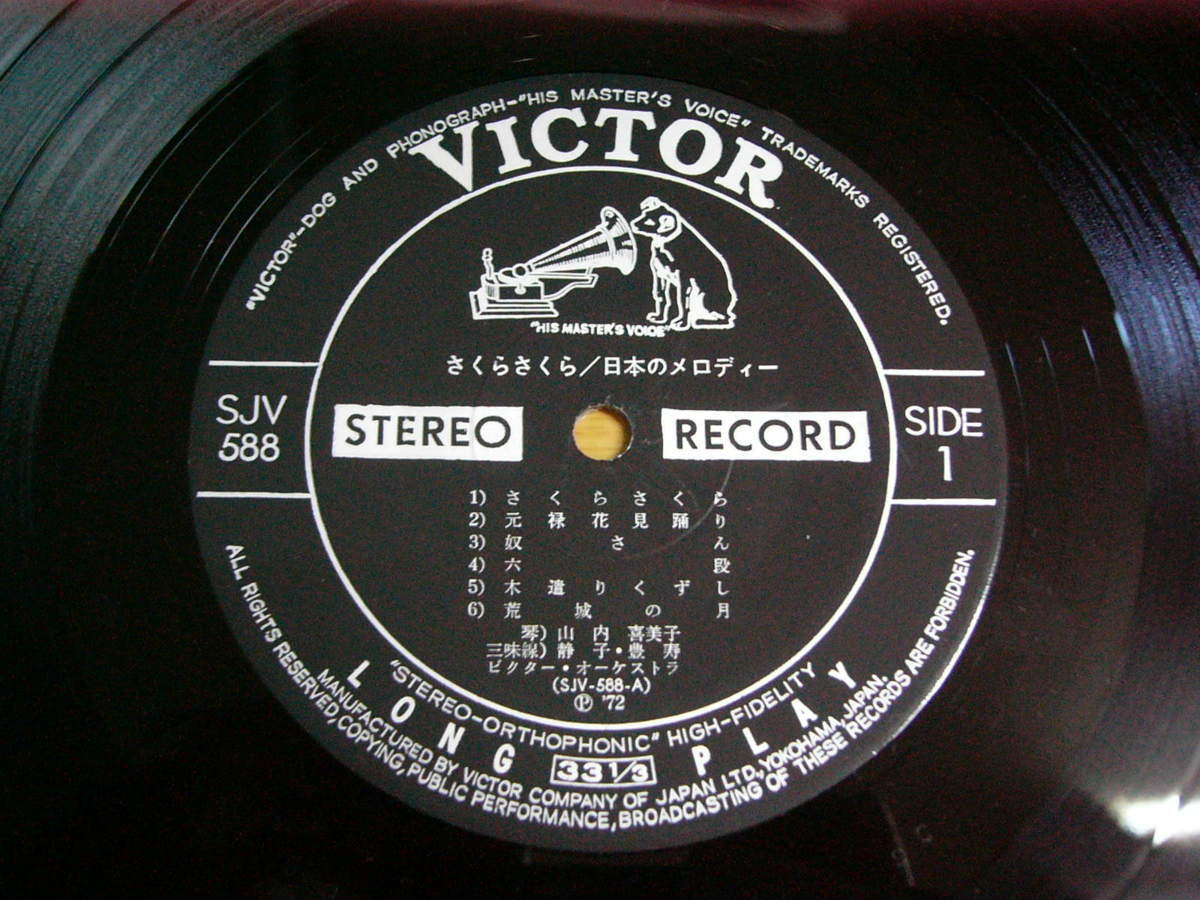 "VICTOR"-DOG AND PHONOGRAPH-"HIS MASTER'S VOICE" TRADEMARKS REGISTERED.
VICTOR
"HIS MASTER'S VOICE"
さくらさくら/日本のメロディー
SJV
588
STEREO
RECORD
SIDE
1
1) さくらさくら
2) 元禄花見踊り
3) 奴さん
4) 六段
5) 木遣りくずし
6) 荒城の月
琴) 山内喜美子
三味線) 静子・豊寿
ビクター・オーケストラ
(SJV-588-A)
Ⓟ '72
"STEREO-ORTHOPHONIC" HIGH-FIDELITY
LONG 33 1/3 PLAY
MANUFACTURED BY VICTOR COMPANY OF JAPAN LTD., YOKOHAMA, JAPAN.
ALL RIGHTS RESERVED, COPYING, PUBLIC PERFORMANCE, BROADCASTING OF THESE RECORDS ARE FORBIDDEN.